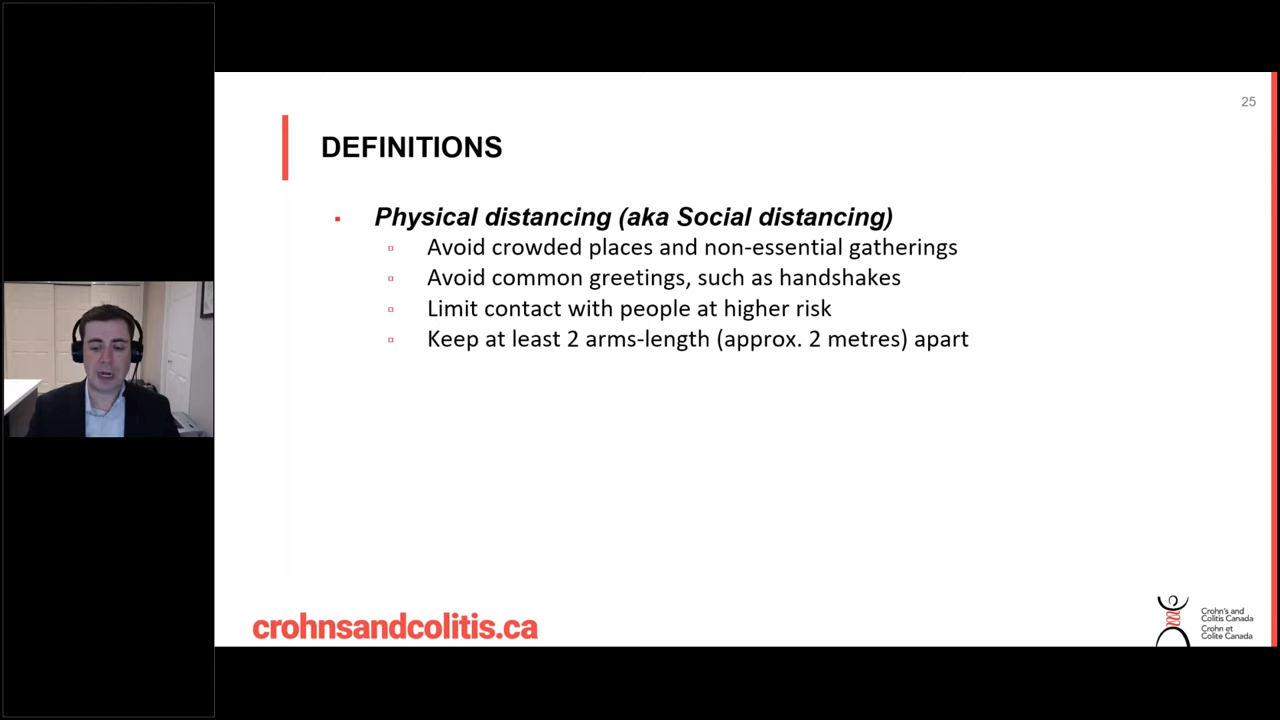 25
DEFINITIONS
Physical distancing (aka Social distancing)
Avoid crowded places and non-essential gatherings
Avoid common greetings, such as handshakes
Limit contact with people at higher risk
Keep at least 2 arms-length (approx. 2 metres) apart
crohnsandcolitis.ca
Crohn's and
Colitis Canada
Crohn et
Colite Canada